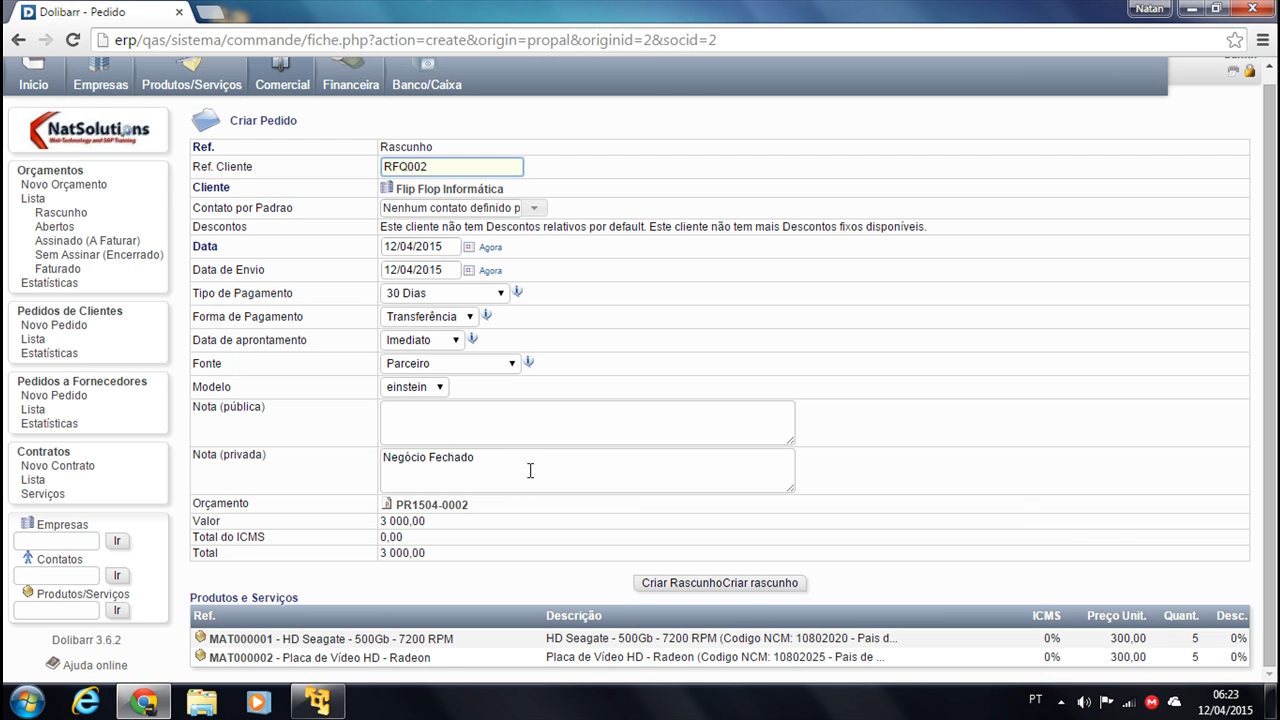 Dolibarr - Pedido
Natan
erp/qas/sistema/commande/fiche.php?action=create&origin=propal&originid=2&socid=2
Inicio Empresas Produtos/Serviços Comercial Financeira Banco/Caixa
NatSolutions
Web Technology and SAP Training
Orçamentos
Novo Orçamento
Lista
Rascunho
Abertos
Assinado (A Faturar)
Sem Assinar (Encerrado)
Faturado
Estatísticas
Pedidos de Clientes
Novo Pedido
Lista
Estatísticas
Pedidos a Fornecedores
Novo Pedido
Lista
Estatísticas
Contratos
Novo Contrato
Lista
Serviços
Empresas
Ir
Contatos
Ir
Produtos/Serviços
Ir
Dolibarr 3.6.2
Ajuda online
Criar Pedido
Ref. Rascunho
Ref. Cliente RFQ002
Cliente Flip Flop Informática
Contato por Padrao Nenhum contato definido p
Descontos Este cliente não tem Descontos relativos por default. Este cliente não tem mais Descontos fixos disponíveis.
Data 12/04/2015 Agora
Data de Envio 12/04/2015 Agora
Tipo de Pagamento 30 Dias
Forma de Pagamento Transferência
Data de aprontamento Imediato
Fonte Parceiro
Modelo einstein
Nota (pública)
Nota (privada) Negócio Fechado
Orçamento PR1504-0002
Valor 3 000,00
Total do ICMS 0,00
Total 3 000,00
Criar RascunhoCriar rascunho
Produtos e Serviços
Ref. Descrição ICMS Preço Unit. Quant. Desc.
MAT000001 - HD Seagate - 500Gb - 7200 RPM HD Seagate - 500Gb - 7200 RPM (Codigo NCM: 10802020 - Pais d... 0% 300,00 5 0%
MAT000002 - Placa de Vídeo HD - Radeon Placa de Vídeo HD - Radeon (Codigo NCM: 10802025 - Pais de ... 0% 300,00 5 0%
PT
06:23
12/04/2015